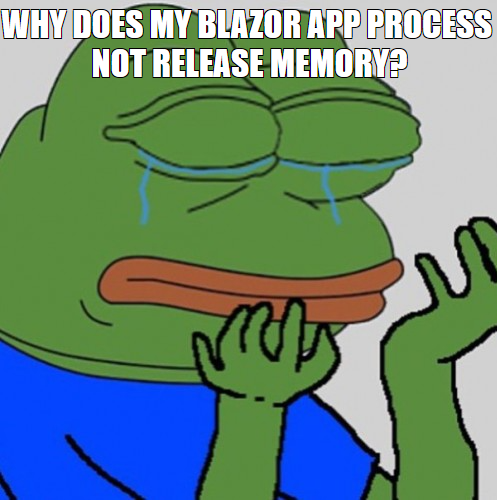 WHY DOES MY BLAZOR APP PROCESS
NOT RELEASE MEMORY?